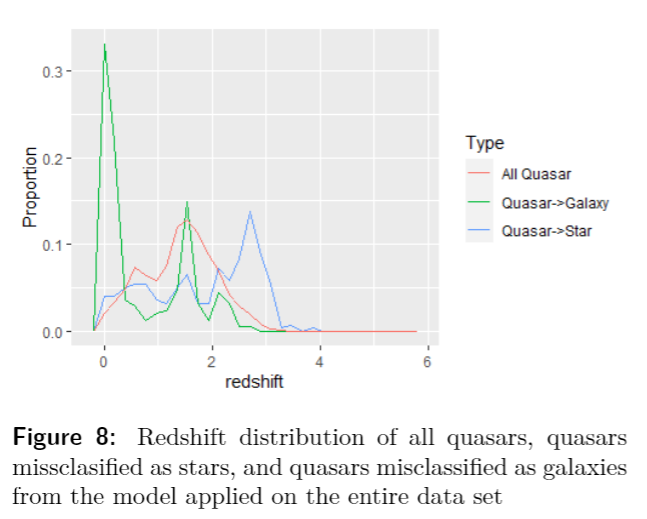 0.3
0.2
0.1
0.0
Proportion
0
2
4
6
redshift
Type
All Quasar
Quasar->Galaxy
Quasar->Star
Figure 8: Redshift distribution of all quasars, quasars
missclasified as stars, and quasars misclassified as galaxies
from the model applied on the entire data set